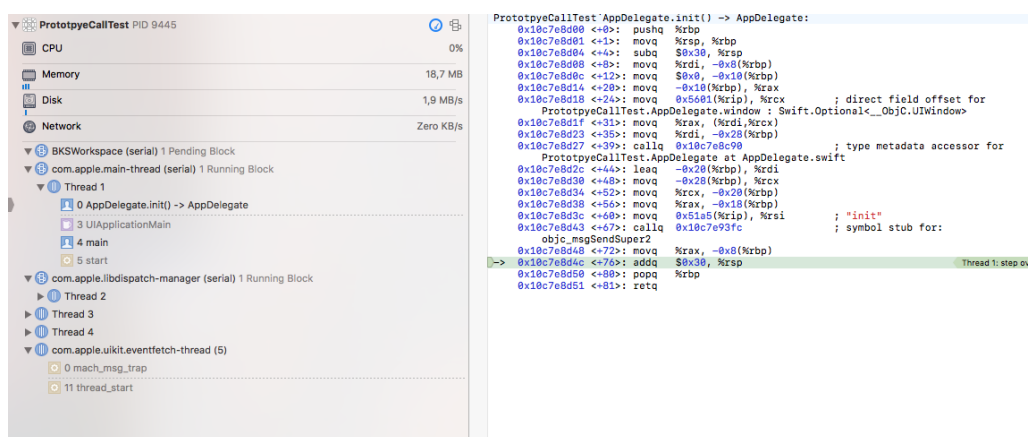 PrototpyeCallTest PID 9445
CPU 0%
Memory 18,7 MB
Disk 1,9 MB/s
Network Zero KB/s
BKSWorkspace (serial) 1 Pending Block
com.apple.main-thread (serial) 1 Running Block
Thread 1
0 AppDelegate.init() -> AppDelegate
3 UIApplicationMain
4 main
5 start
com.apple.libdispatch-manager (serial) 1 Running Block
Thread 2
Thread 3
Thread 4
com.apple.uikit.eventfetch-thread (5)
0 mach_msg_trap
11 thread_start
PrototpyeCallTest`AppDelegate.init() -> AppDelegate:
0x10c7e8d00 <+0>: pushq %rbp
0x10c7e8d01 <+1>: movq %rsp, %rbp
0x10c7e8d04 <+4>: subq $0x30, %rsp
0x10c7e8d08 <+8>: movq %rdi, -0x8(%rbp)
0x10c7e8d0c <+12>: movq $0x0, -0x10(%rbp)
0x10c7e8d14 <+20>: movq -0x10(%rbp), %rax
0x10c7e8d18 <+24>: movq 0x5601(%rip), %rcx ; direct field offset for
PrototpyeCallTest.AppDelegate.window : Swift.Optional<__ObjC.UIWindow>
0x10c7e8d1f <+31>: movq %rax, (%rdi,%rcx)
0x10c7e8d23 <+35>: movq %rdi, -0x28(%rbp)
0x10c7e8d27 <+39>: callq 0x10c7e8c90 ; type metadata accessor for
PrototpyeCallTest.AppDelegate at AppDelegate.swift
0x10c7e8d2c <+44>: leaq -0x20(%rbp), %rdi
0x10c7e8d30 <+48>: movq -0x28(%rbp), %rcx
0x10c7e8d34 <+52>: movq %rcx, -0x20(%rbp)
0x10c7e8d38 <+56>: movq %rax, -0x18(%rbp)
0x10c7e8d3c <+60>: movq 0x51a5(%rip), %rsi ; "init"
0x10c7e8d43 <+67>: callq 0x10c7e93fc ; symbol stub for:
objc_msgSendSuper2
0x10c7e8d48 <+72>: movq %rax, -0x8(%rbp)
-> 0x10c7e8d4c <+76>: addq $0x30, %rsp Thread 1: step ov
0x10c7e8d50 <+80>: popq %rbp
0x10c7e8d51 <+81>: retq